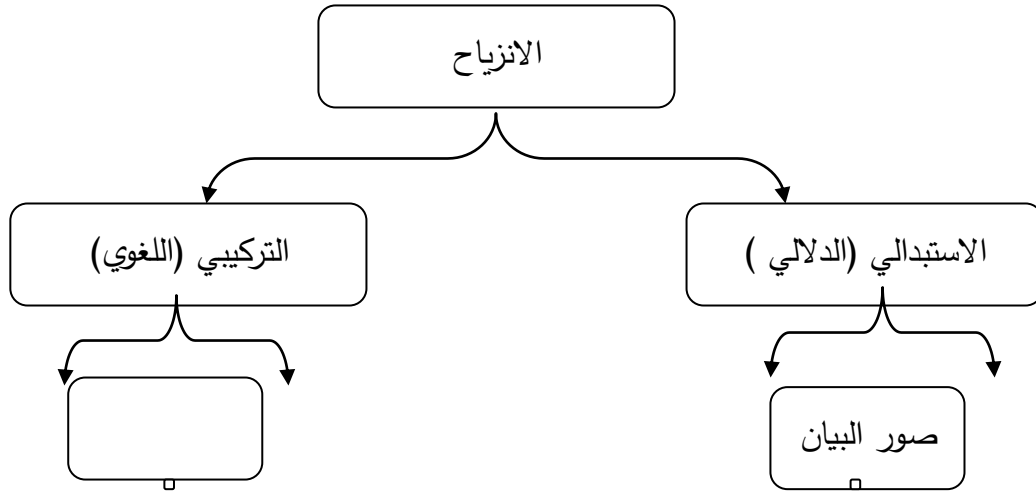 الانزياح
الاستبدالي (الدلالي )
التركيبي (اللغوي)
صور البيان